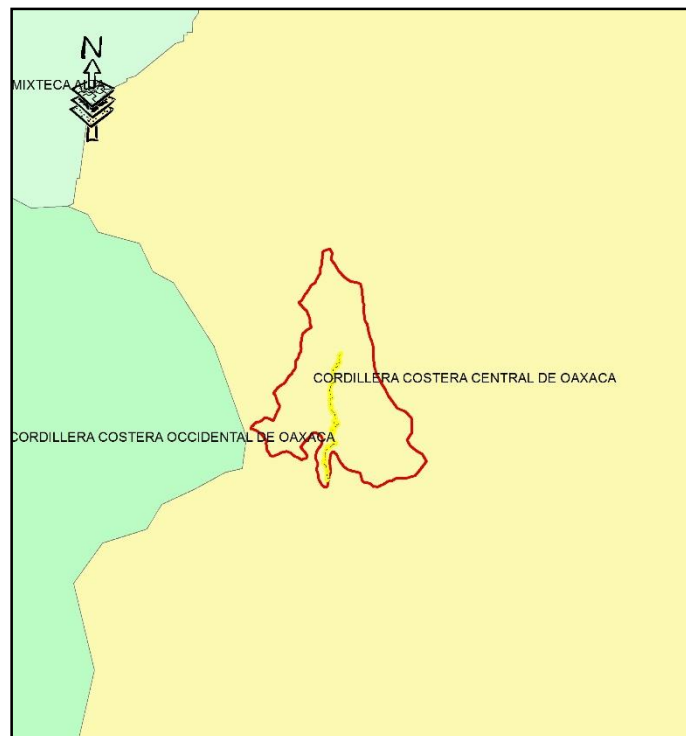 N
MIXTECA ALTA
CORDILLERA COSTERA CENTRAL DE OAXACA
CORDILLERA COSTERA OCCIDENTAL DE OAXACA